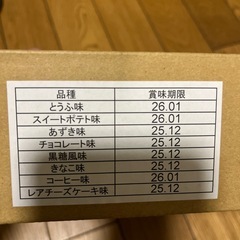 品種 賞味期限
とうふ味 26.01
スイートポテト味 26.01
あずき味 25.12
チョコレート味 25.12
黒糖風味 25.12
きなこ味 25.12
コーヒー味 26.01
レアチーズケーキ味 25.12